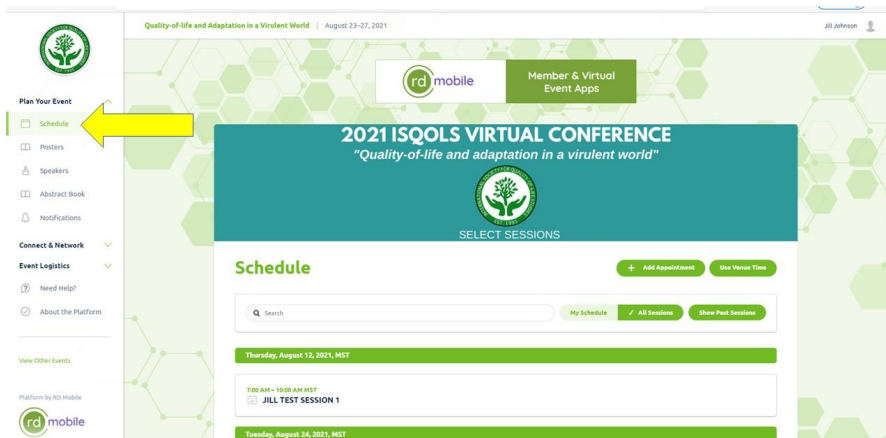 Quality-of-life and Adaptation in a Virulent World | August 23-27, 2021
Jill Johnson
rd mobile
Member & Virtual
Event Apps
Plan Your Event
Schedule
Posters
Speakers
Abstract Book
Notifications
Connect & Network
Event Logistics
Need Help?
About the Platform
View Other Events
Platform by RD Mobile
rd mobile
2021 ISQOLS VIRTUAL CONFERENCE
"Quality-of-life and adaptation in a virulent world"
SELECT SESSIONS
Schedule
+ Add Appointment
Use Venue Time
Search
My Schedule
✓ All Sessions
Show Past Sessions
Thursday, August 12, 2021, MST
7:00 AM – 10:00 AM MST
JILL TEST SESSION 1
Tuesday, August 24, 2021, MST